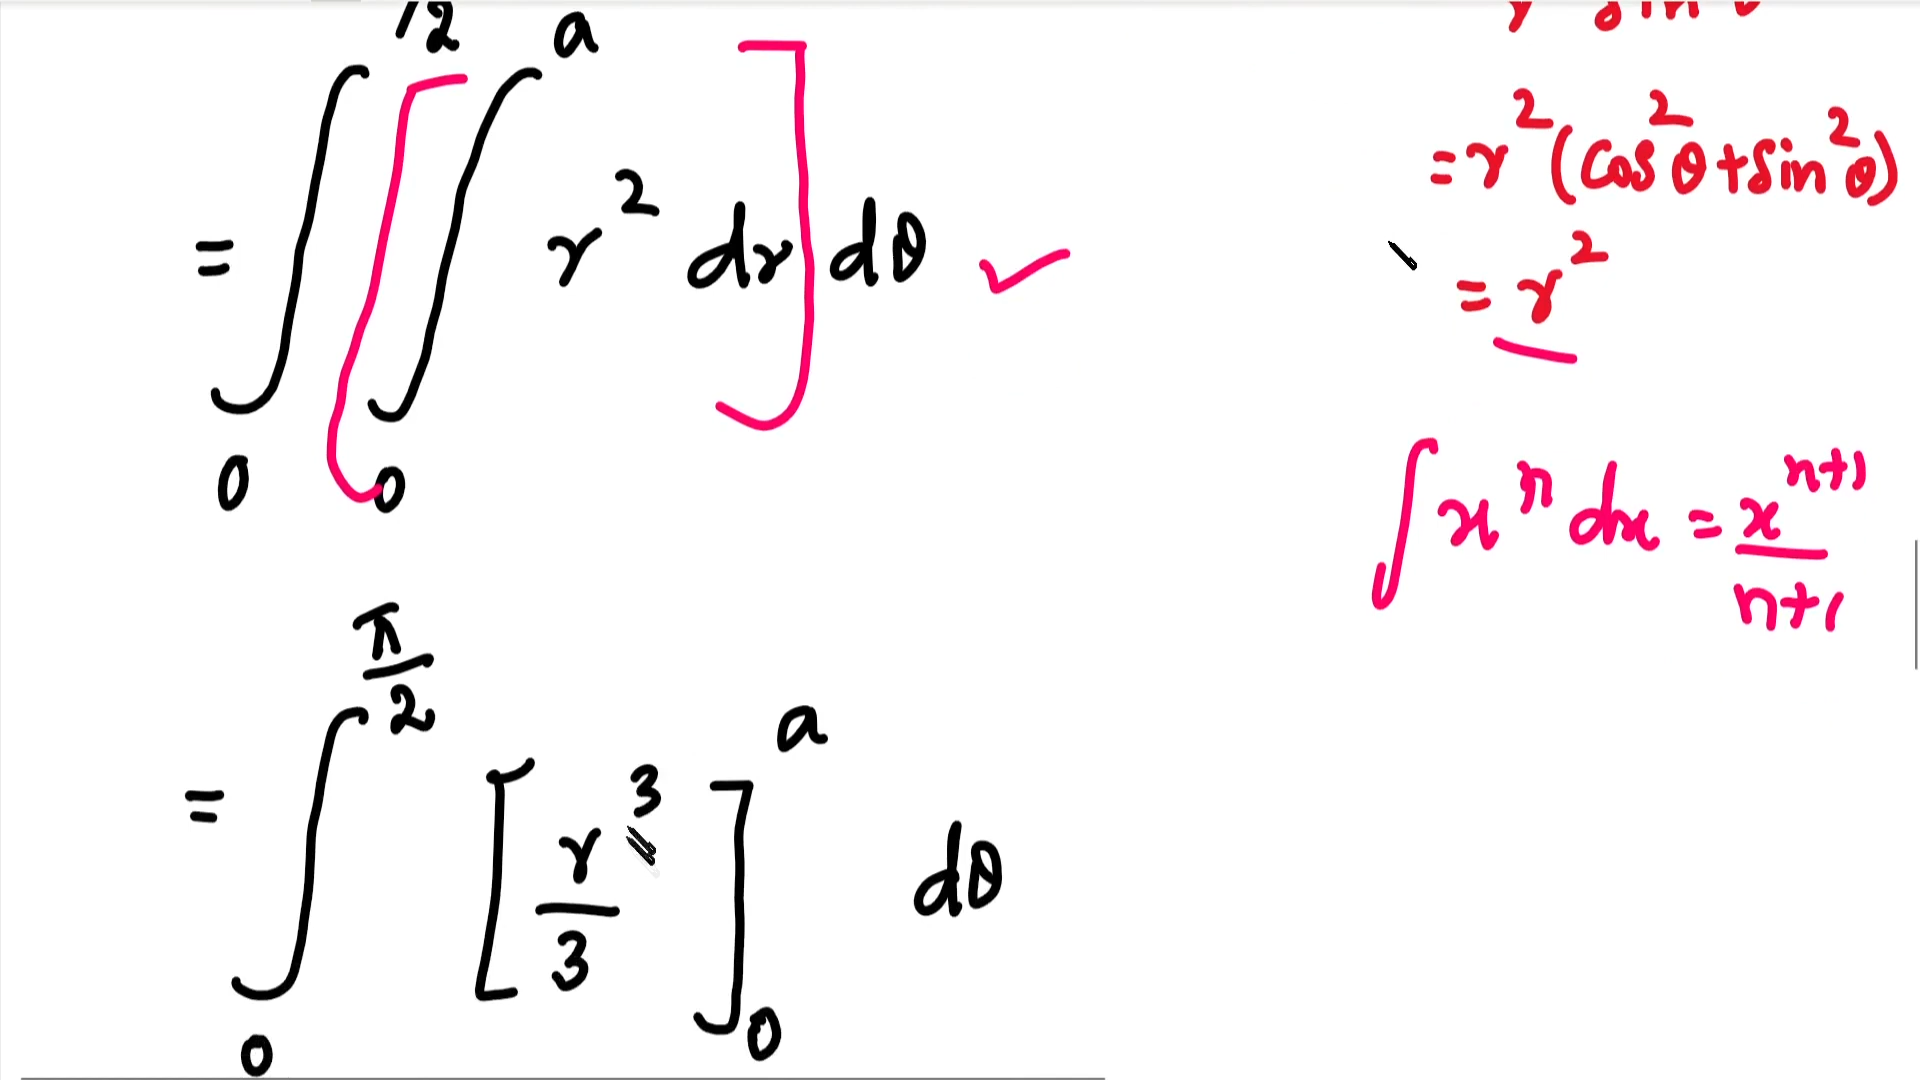 = ∫₀^{/2} [∫₀^a r² dr] dθ ✓
= r²(cos²θ + sin²θ)
= r²
∫xⁿ dx = xⁿ⁺¹/n+1
= ∫₀^{π/2} [r³/3]₀^a dθ